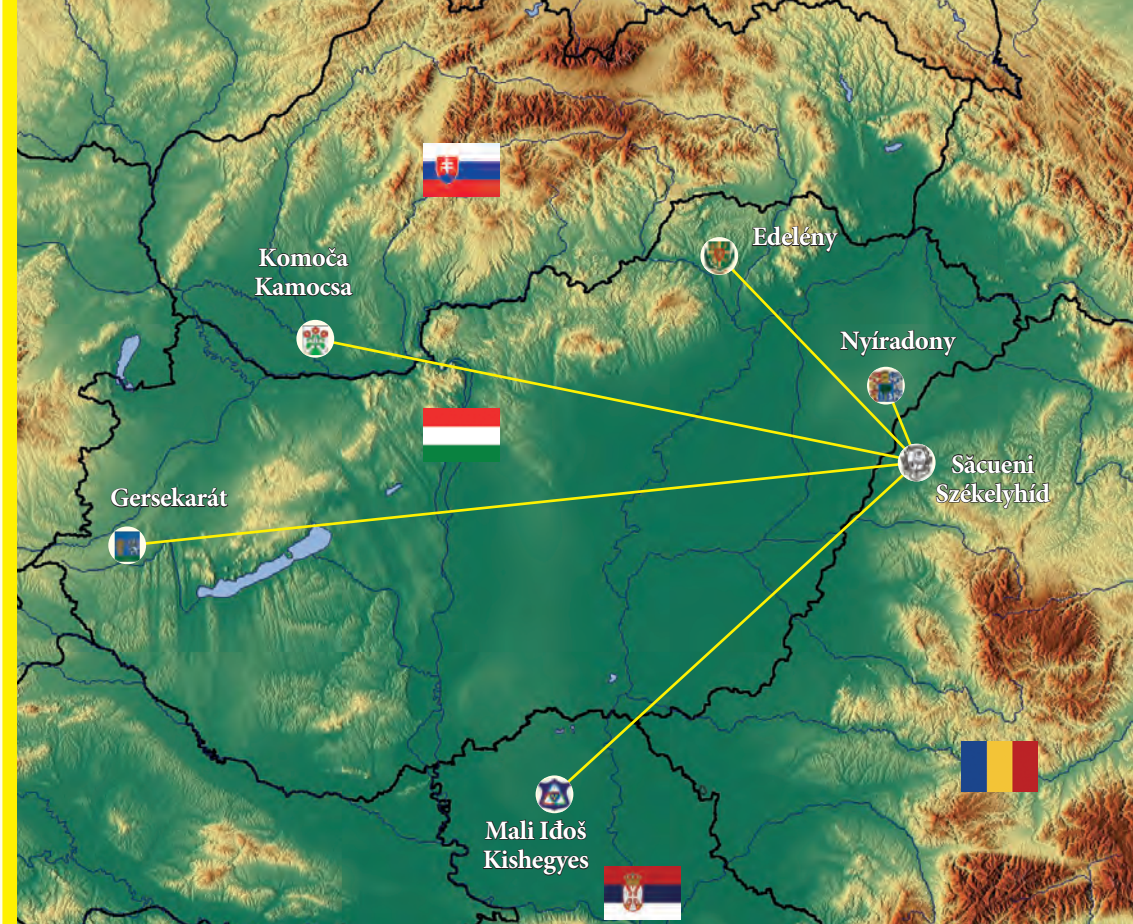 Edelény
Komoča
Kamocsa
Nyíradony
Săcueni
Székelyhíd
Gersekarát
Mali Iđoš
Kishegyes